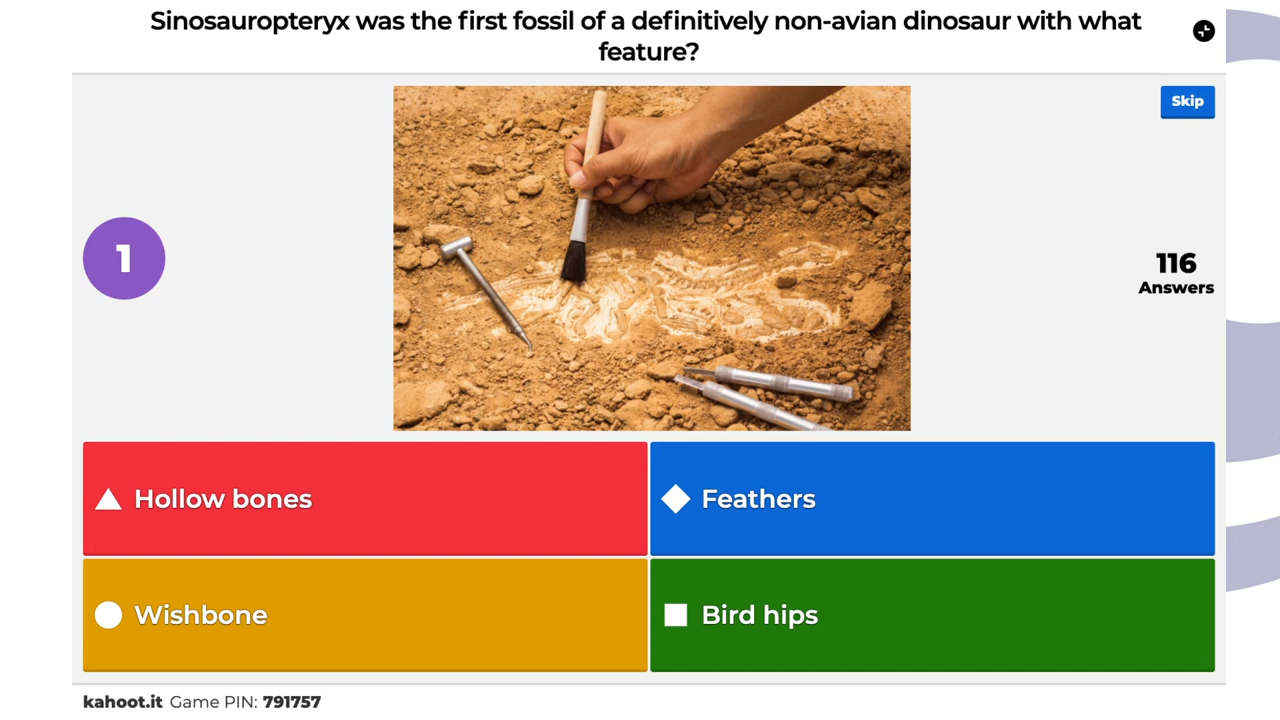 Sinosauropteryx was the first fossil of a definitively non-avian dinosaur with what
feature?
Skip
1
116
Answers
Hollow bones
Feathers
Wishbone
Bird hips
kahoot.it Game PIN: 791757